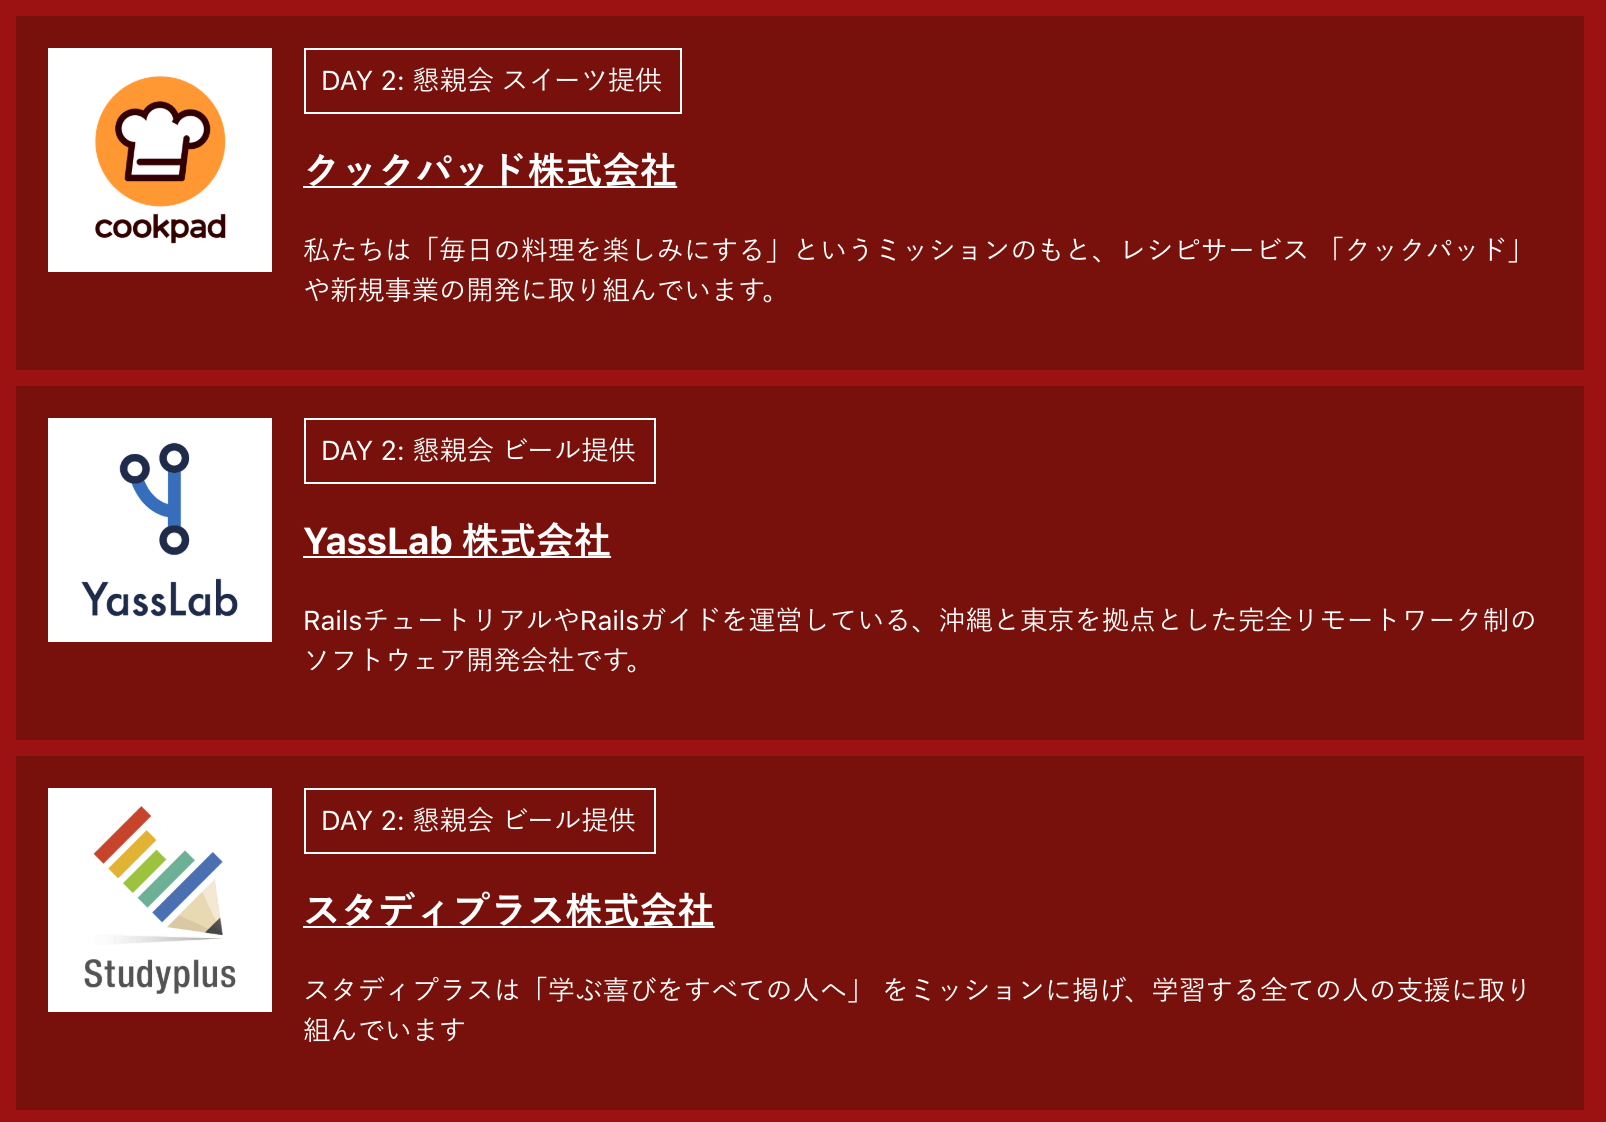 cookpad
DAY 2: 懇親会 スイーツ提供
クックパッド株式会社
私たちは「毎日の料理を楽しみにする」というミッションのもと、レシピサービス 「クックパッド」
や新規事業の開発に取り組んでいます。
YassLab
DAY 2: 懇親会 ビール提供
YassLab 株式会社
RailsチュートリアルやRailsガイドを運営している、沖縄と東京を拠点とした完全リモートワーク制の
ソフトウェア開発会社です。
Studyplus
DAY 2: 懇親会 ビール提供
スタディプラス株式会社
スタディプラスは「学ぶ喜びをすべての人へ」 をミッションに掲げ、学習する全ての人の支援に取り
組んでいます